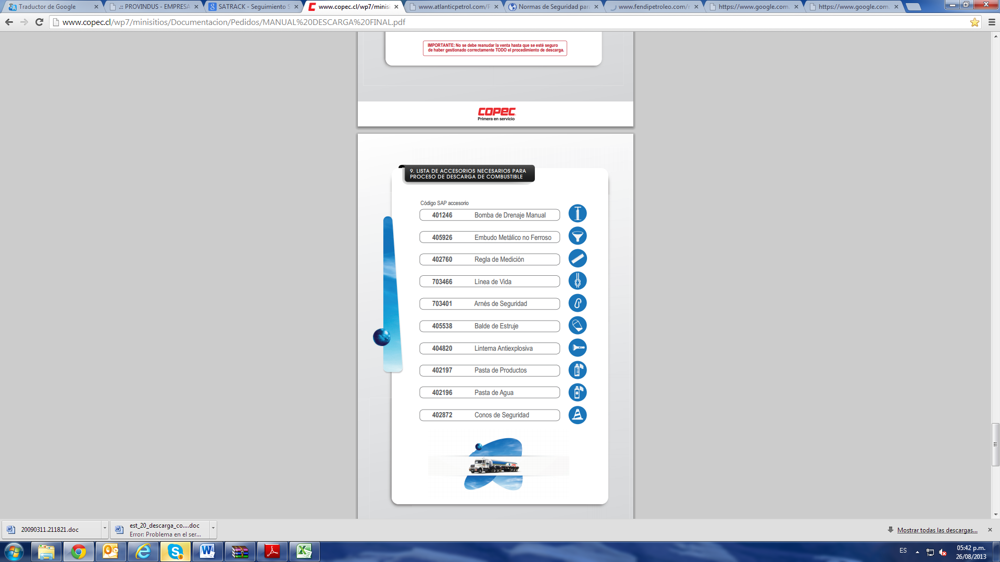 Traductor de Google
.:: PROVINDUS - EMPRESA
SATRACK - Seguimiento S
www.copec.cl/wp7/minisi
www.atlanticpetrol.com/P
Normas de Seguridad para
www.fendipetroleo.com/
https://www.google.com.
https://www.google.com.
www.copec.cl/wp7/minisitios/Documentacion/Pedidos/MANUAL%20DESCARGA%20FINAL.pdf
IMPORTANTE: No se debe reanudar la venta hasta que se esté seguro
de haber gestionado correctamente TODO el procedimiento de descarga.
COPEC
Primera en servicio
9. LISTA DE ACCESORIOS NECESARIOS PARA
PROCESO DE DESCARGA DE COMBUSTIBLE
Código SAP accesorio
401246 Bomba de Drenaje Manual
405926 Embudo Metálico no Ferroso
402760 Regla de Medición
703466 Línea de Vida
703401 Arnés de Seguridad
405538 Balde de Estruje
404820 Linterna Antiexplosiva
402197 Pasta de Productos
402196 Pasta de Agua
402872 Conos de Seguridad
20090311.211821.doc
est_20_descarga_co....doc
Error: Problema en el ser...
Mostrar todas las descargas...
ES
05:42 p.m.
26/08/2013